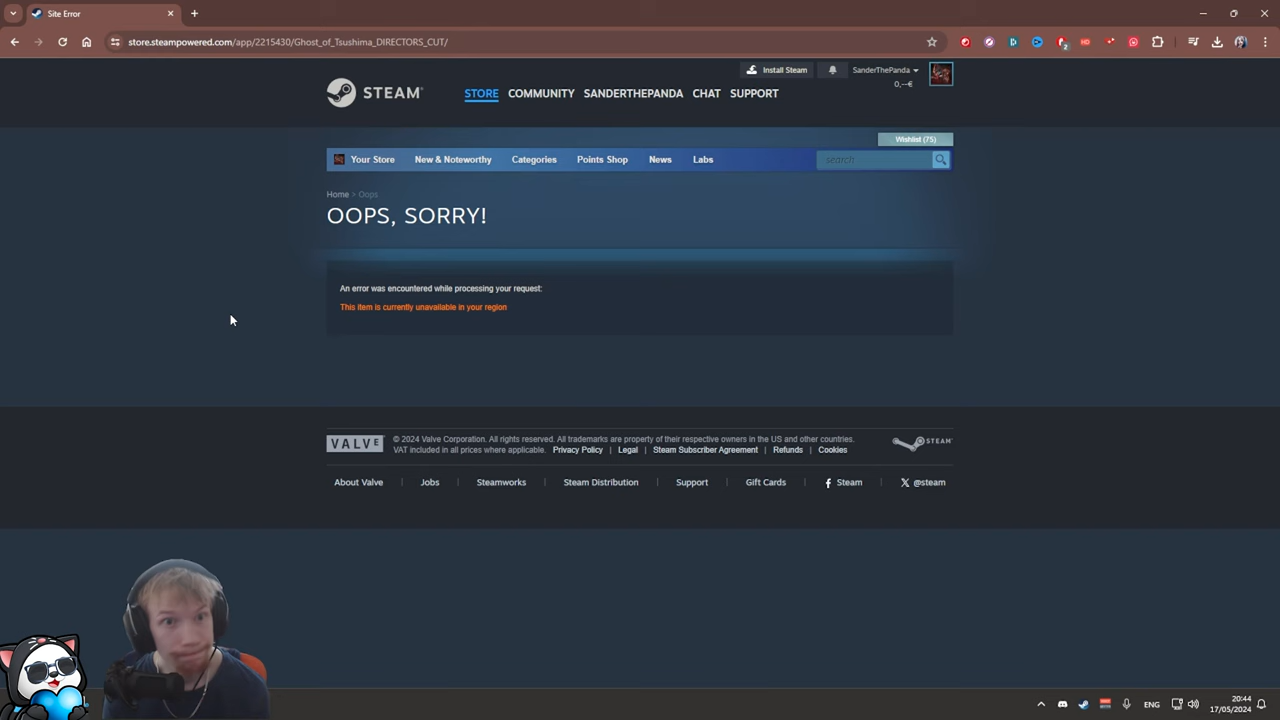 Site Error
store.steampowered.com/app/2215430/Ghost_of_Tsushima_DIRECTORS_CUT/
Install Steam
SanderThePanda
0,--€
STEAM
STORE COMMUNITY SANDERTHEPANDA CHAT SUPPORT
Wishlist (75)
Your Store New & Noteworthy Categories Points Shop News Labs search
Home > Oops
OOPS, SORRY!
An error was encountered while processing your request:
This item is currently unavailable in your region
VALVE
© 2024 Valve Corporation. All rights reserved. All trademarks are property of their respective owners in the US and other countries.
VAT included in all prices where applicable. Privacy Policy | Legal | Steam Subscriber Agreement | Refunds | Cookies
STEAM
About Valve | Jobs | Steamworks | Steam Distribution | Support | Gift Cards | Steam | @steam
ENG
20:44
17/05/2024